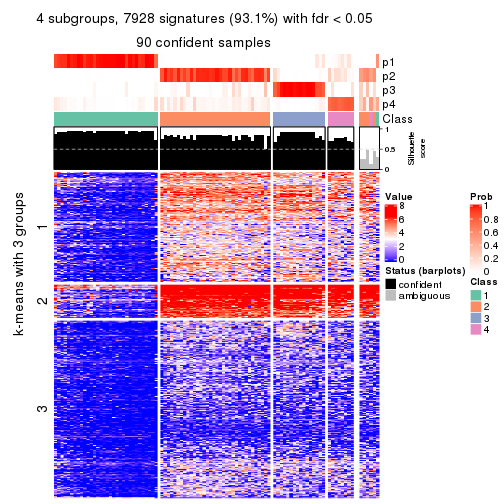 4 subgroups, 7928 signatures (93.1%) with fdr < 0.05
90 confident samples
p1
p2
p3
p4
Class
1
0.5
0
Silhouette
score
k-means with 3 groups
1
2
3
Value
8
6
4
2
0
Prob
1
0.8
0.6
0.4
0.2
0
Status (barplots)
confident
ambiguous
Class
1
2
3
4